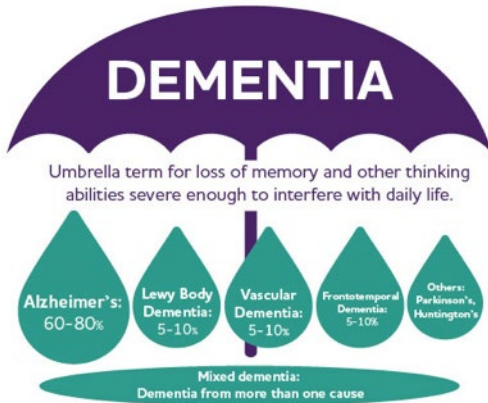 DEMENTIA
Umbrella term for loss of memory and other thinking
abilities severe enough to interfere with daily life.
Alzheimer's:
60-80%
Lewy Body
Dementia:
5-10%
Vascular
Dementia:
5-10%
Frontotemporal
Dementia:
5-10%
Others:
Parkinson's,
Huntington's
Mixed dementia:
Dementia from more than one cause